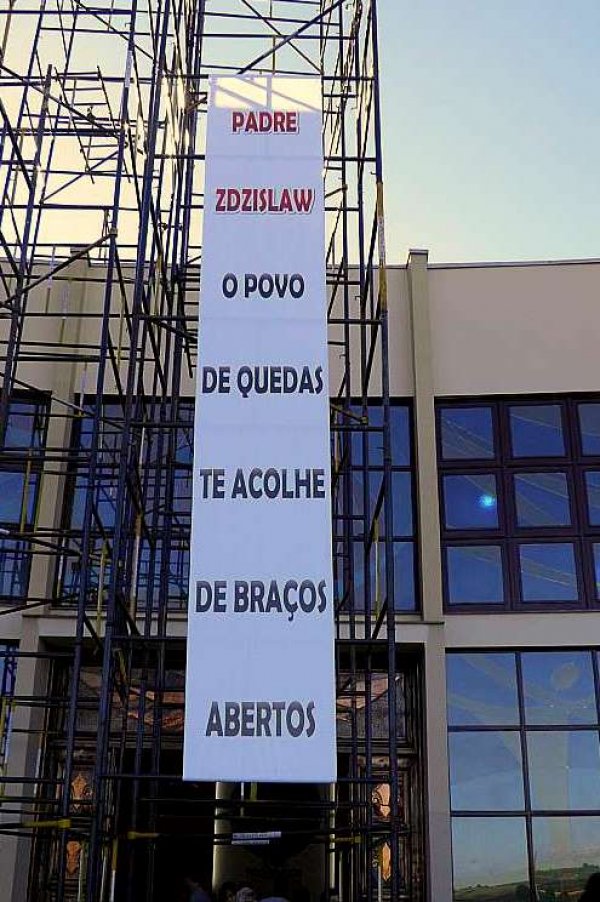 PADRE
ZDZISLAW
O POVO
DE QUEDAS
TE ACOLHE
DE BRAÇOS
ABERTOS